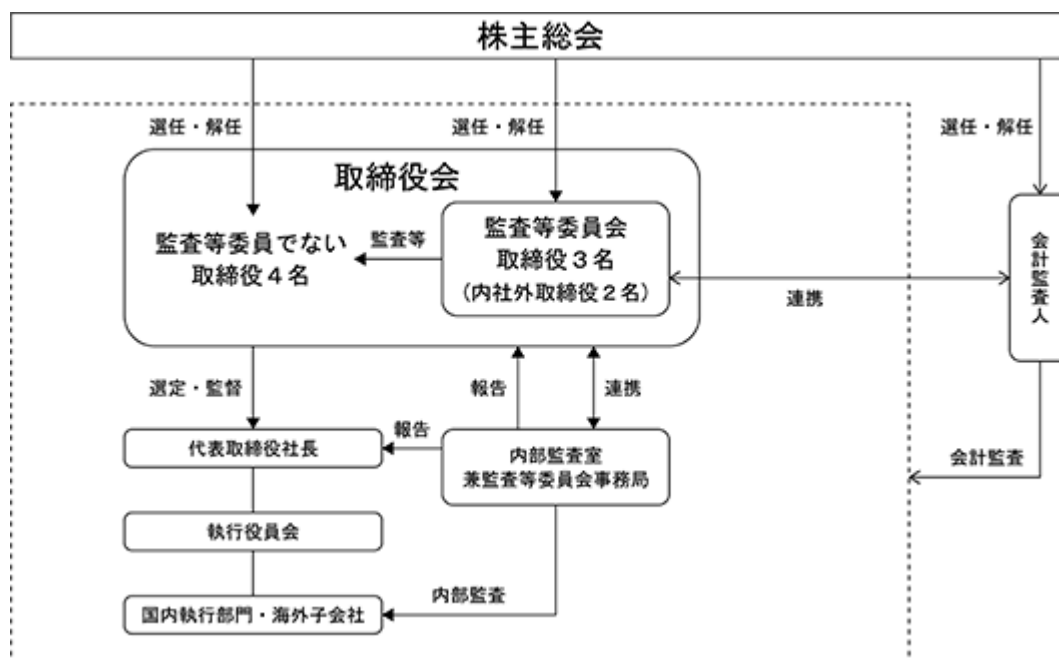 株主総会
選任・解任
選任・解任
選任・解任
取締役会
監査等委員でない
取締役4名
監査等
監査等委員会
取締役3名
(内社外取締役2名)
連携
会計監査人
選定・監督
報告
連携
代表取締役社長
報告
内部監査室
兼監査等委員会事務局
会計監査
執行役員会
内部監査
国内執行部門・海外子会社